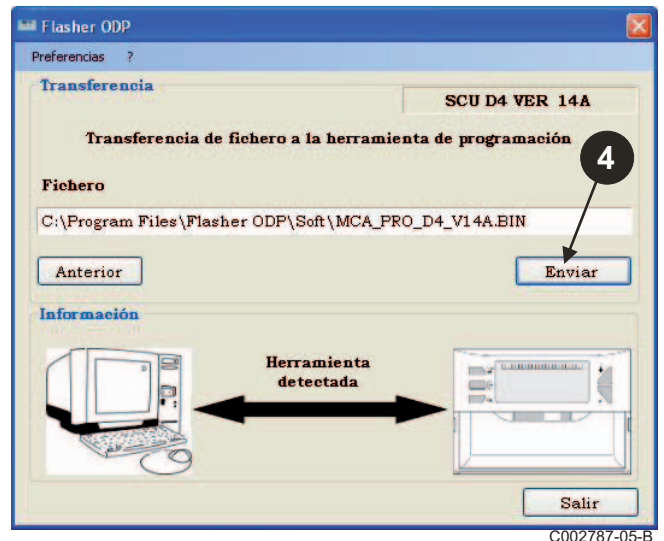 Flasher ODP
Preferencias ?
Transferencia
SCU D4 VER 14A
Transferencia de fichero a la herramienta de programación
4
Fichero
C:\Program Files\Flasher ODP\Soft\MCA_PRO_D4_V14A.BIN
Anterior
Enviar
Información
Herramienta
detectada
Salir
C002787-05-B